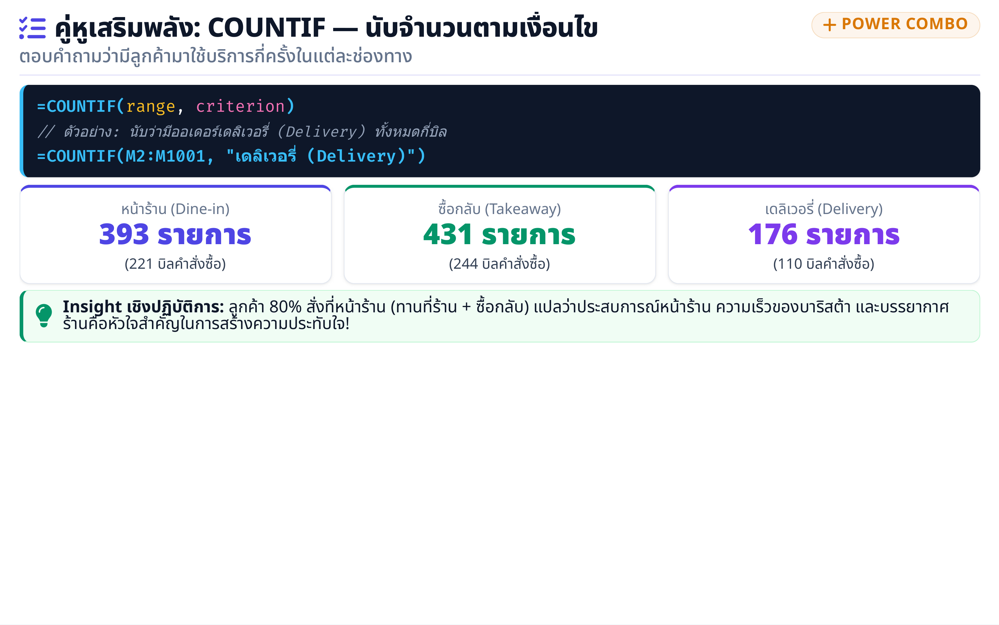 คู่หูเสริมพลัง: COUNTIF — นับจำนวนตามเงื่อนไข
POWER COMBO
ตอบคำถามว่ามีลูกค้ามาใช้บริการกี่ครั้งในแต่ละช่องทาง
=COUNTIF(range, criterion)
// ตัวอย่าง: นับว่ามีออเดอร์เดลิเวอรี่ (Delivery) ทั้งหมดกี่บิล
=COUNTIF(M2:M1001, "เดลิเวอรี่ (Delivery)")
หน้าร้าน (Dine-in)
393 รายการ
(221 บิลคำสั่งซื้อ)
ซื้อกลับ (Takeaway)
431 รายการ
(244 บิลคำสั่งซื้อ)
เดลิเวอรี่ (Delivery)
176 รายการ
(110 บิลคำสั่งซื้อ)
Insight เชิงปฏิบัติการ: ลูกค้า 80% สั่งที่หน้าร้าน (ทานที่ร้าน + ซื้อกลับ) แปลว่าประสบการณ์หน้าร้าน ความเร็วของบาริสต้า และบรรยากาศ
ร้านคือหัวใจสำคัญในการสร้างความประทับใจ!